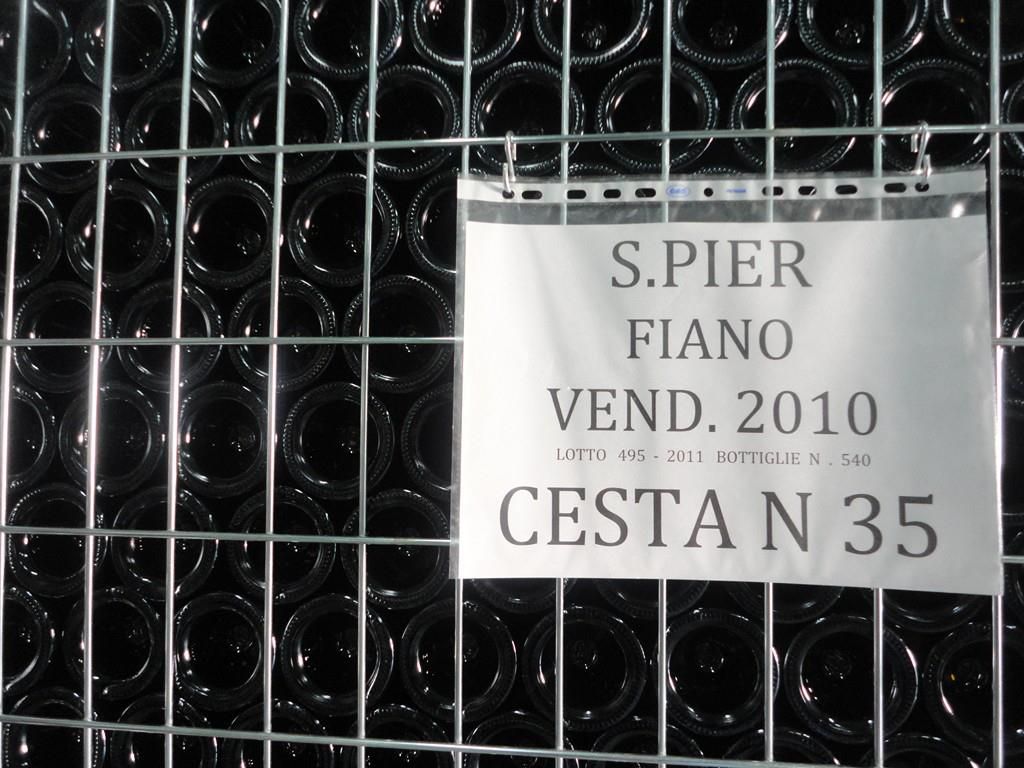 S.PIER
FIANO
VEND. 2010
LOTTO 495 - 2011 BOTTIGLIE N . 540
CESTA N 35